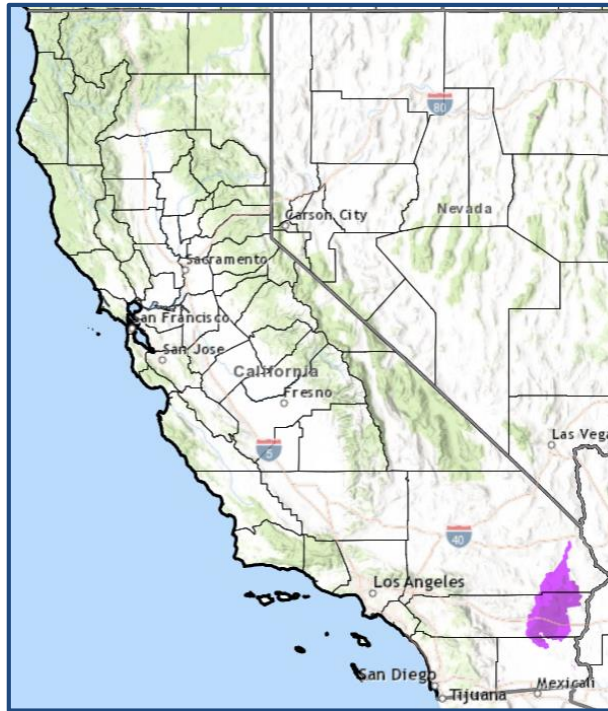 80
Carson City
Nevada
Sacramento
San Francisco
San Jose
California
Fresno
5
Las Vega
40
Los Angeles
San Diego
Tijuana
Mexicali